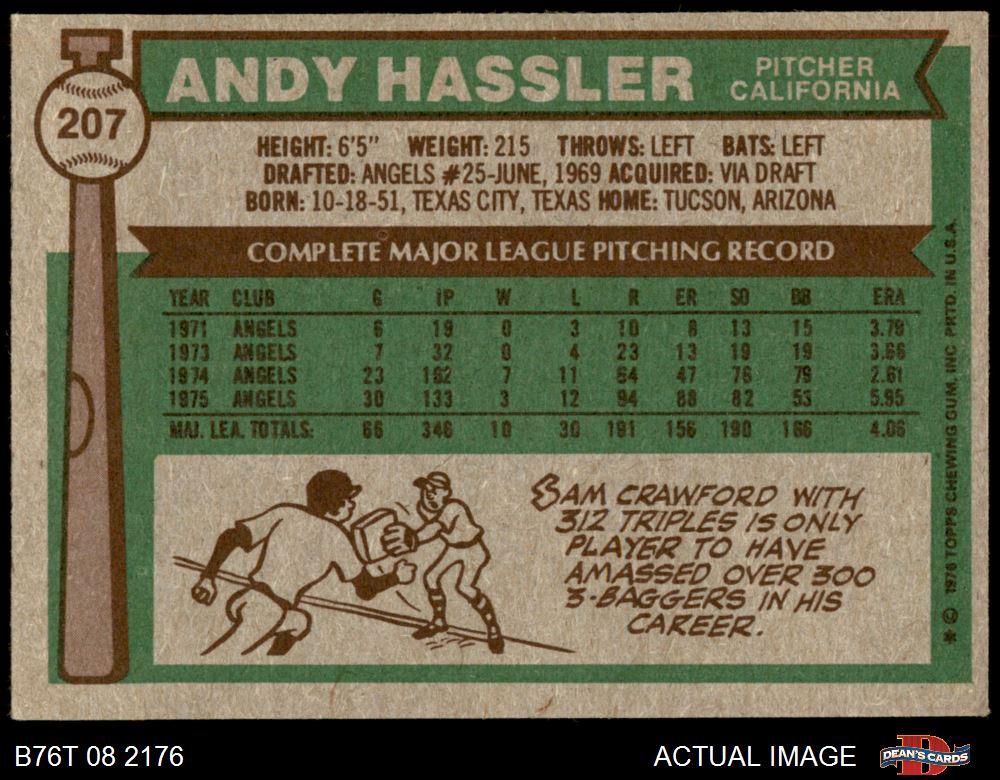 ANDY HASSLER
PITCHER
CALIFORNIA
207
HEIGHT: 6'5" WEIGHT: 215 THROWS: LEFT BATS: LEFT
DRAFTED: ANGELS #25-JUNE, 1969 ACQUIRED: VIA DRAFT
BORN: 10-18-51, TEXAS CITY, TEXAS HOME: TUCSON, ARIZONA
COMPLETE MAJOR LEAGUE PITCHING RECORD
YEAR CLUB G IP W L R ER SO BB ERA
1971 ANGELS 6 19 0 3 10 8 13 15 3.79
1973 ANGELS 7 32 0 4 23 13 19 19 3.66
1974 ANGELS 23 162 7 11 64 47 76 79 2.61
1975 ANGELS 30 133 3 12 94 88 82 53 5.95
MAJ. LEA. TOTALS: 66 346 10 30 191 156 190 166 4.06
SAM CRAWFORD WITH
312 TRIPLES IS ONLY
PLAYER TO HAVE
AMASSED OVER 300
3-BAGGERS IN HIS
CAREER.
* © 1976 TOPPS CHEWING GUM, INC. PRTD. IN U.S.A.
B76T 08 2176
ACTUAL IMAGE
DEAN'S CARDS